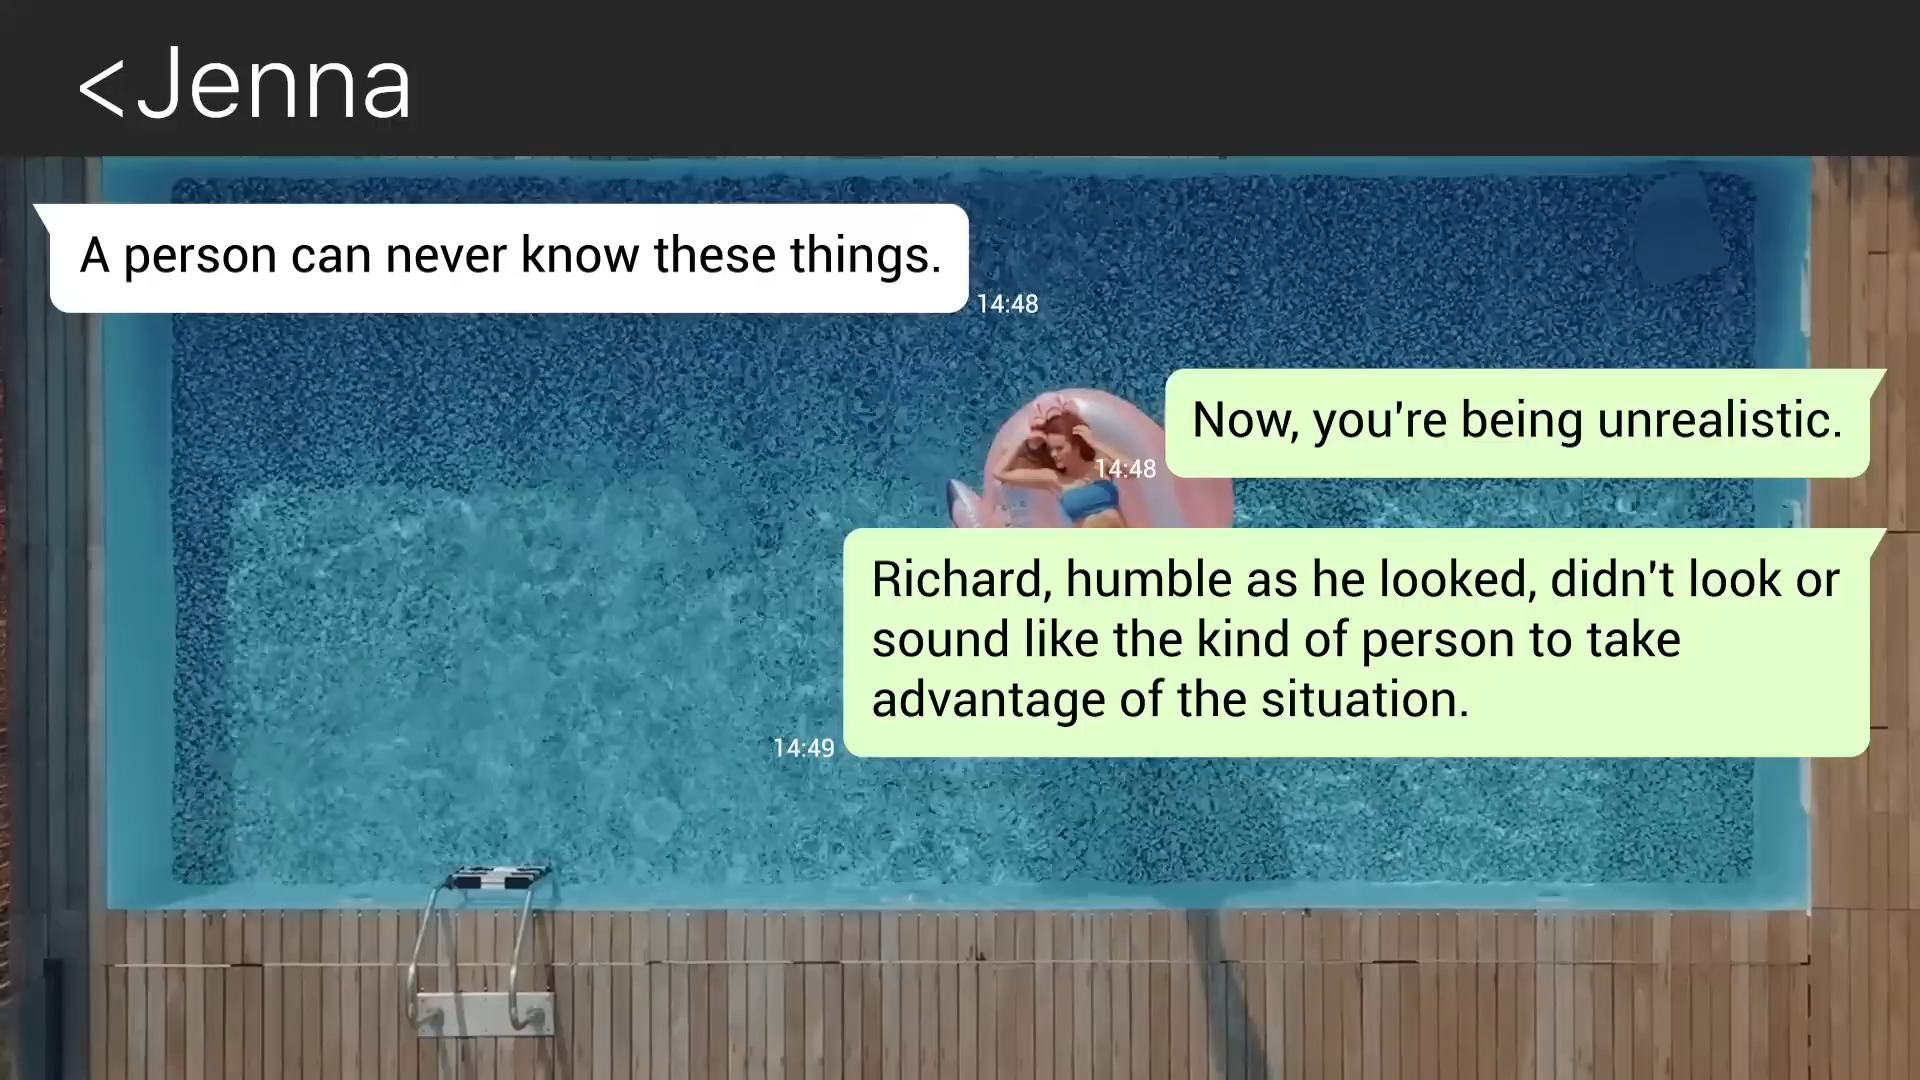 <Jenna
A person can never know these things.
14:48
Now, you're being unrealistic.
14:48
Richard, humble as he looked, didn't look or
sound like the kind of person to take
advantage of the situation.
14:49